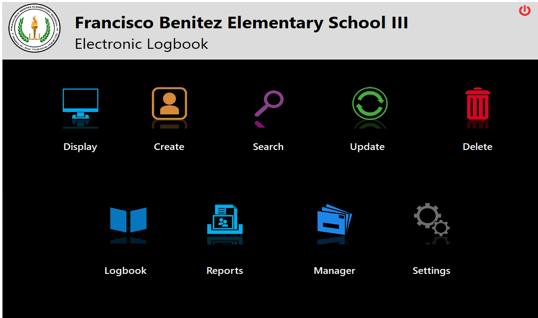 Francisco Benitez Elementary School III
Electronic Logbook
Display Create Search Update Delete
Logbook Reports Manager Settings